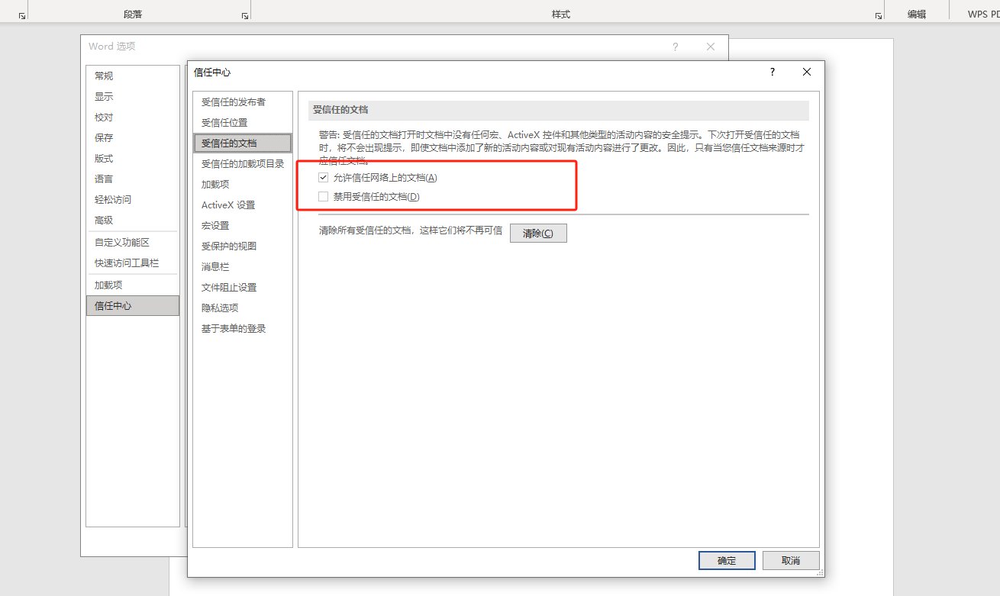 段落
样式
编辑
WPS PD
Word 选项
?
常规
显示
校对
保存
版式
语言
轻松访问
高级
自定义功能区
快速访问工具栏
加载项
信任中心
信任中心
?
受信任的发布者
受信任位置
受信任的文档
受信任的加载项目录
加载项
ActiveX 设置
宏设置
受保护的视图
消息栏
文件阻止设置
隐私选项
基于表单的登录
受信任的文档
警告: 受信任的文档打开时文档中没有任何宏、ActiveX 控件和其他类型的活动内容的安全提示。下次打开受信任的文档
时，将不会出现提示，即使文档中添加了新的活动内容或对现有活动内容进行了更改。因此，只有当您信任文档来源时才
应信任文档。
允许信任网络上的文档(A)
禁用受信任的文档(D)
清除所有受信任的文档，这样它们将不再可信
清除(C)
确定
取消